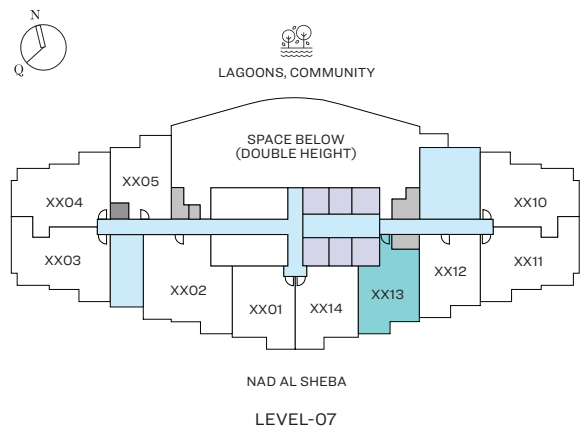 N
Q
LAGOONS, COMMUNITY
SPACE BELOW
(DOUBLE HEIGHT)
XX05
XX04
XX10
XX03
XX02
XX12
XX11
XX01
XX14
XX13
NAD AL SHEBA
LEVEL-07